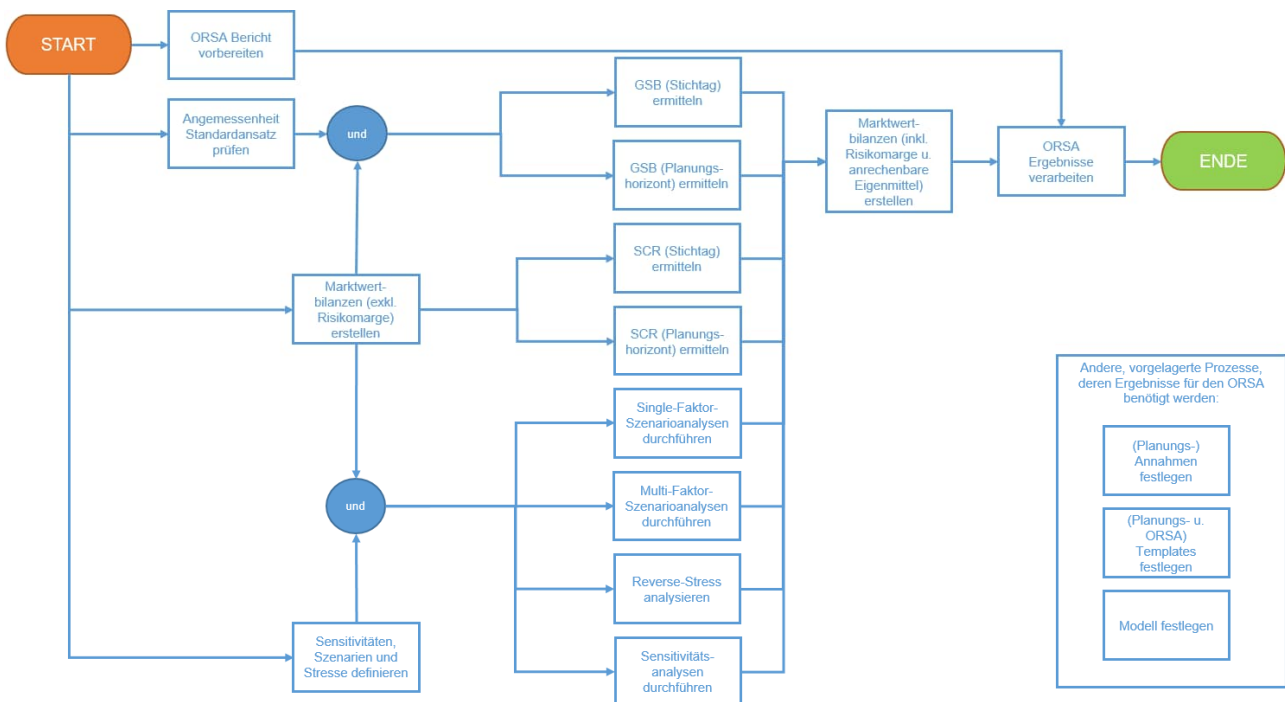 START
ORSA Bericht
vorbereiten
Angemessenheit
Standardansatz
prüfen
und
GSB (Stichtag)
ermitteln
GSB (Planungs-
horizont) ermitteln
Marktwert-
bilanzen (inkl.
Risikomarge u.
anrechenbare
Eigenmittel)
erstellen
ORSA
Ergebnisse
verarbeiten
ENDE
Marktwert-
bilanzen (exkl.
Risikomarge)
erstellen
SCR (Stichtag)
ermitteln
SCR (Planungs-
horizont) ermitteln
und
Single-Faktor-
Szenarioanalysen
durchführen
Multi-Faktor-
Szenarioanalysen
durchführen
Reverse-Stress
analysieren
Sensitivitäts-
analysen
durchführen
Sensitivitäten,
Szenarien und
Stresse definieren
Andere, vorgelagerte Prozesse,
deren Ergebnisse für den ORSA
benötigt werden:
(Planungs-)
Annahmen
festlegen
(Planungs- u.
ORSA)
Templates
festlegen
Modell festlegen